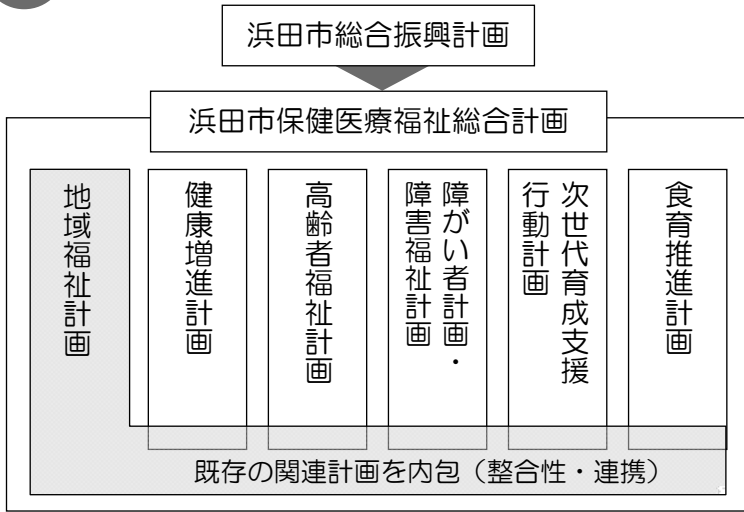 浜田市総合振興計画
浜田市保健医療福祉総合計画
地域福祉計画
健康増進計画
高齢者福祉計画
障がい者計画・
障害福祉計画
次世代育成支援
行動計画
食育推進計画
既存の関連計画を内包（整合性・連携）